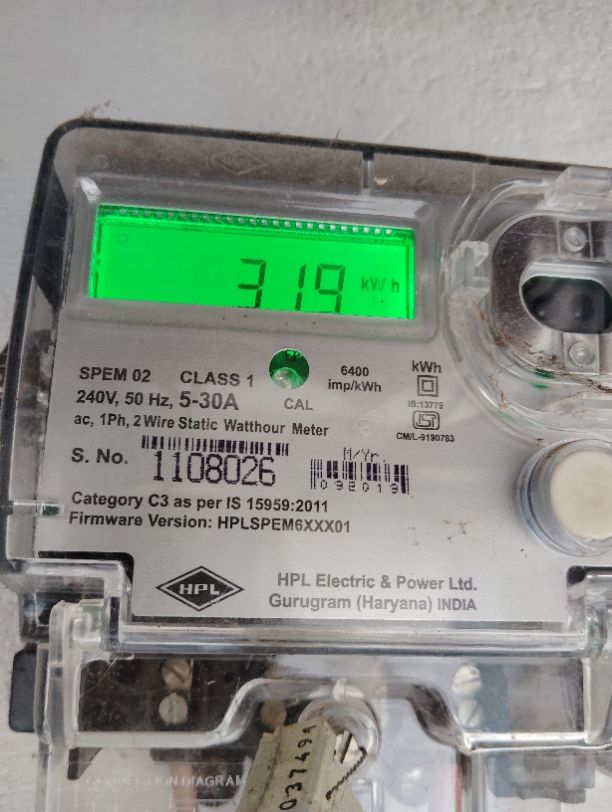 319 kWh
SPEM 02 CLASS 1 6400 imp/kWh kWh
240V, 50 Hz, 5-30A CAL IS:13779
ac, 1Ph, 2 Wire Static Watthour Meter CM/L-9190783
S. No. 1108026 M/Yr. 092019
Category C3 as per IS 15959:2011
Firmware Version: HPLSPEM6XXX01
HPL HPL Electric & Power Ltd.
Gurugram (Haryana) INDIA
DIAGRAM